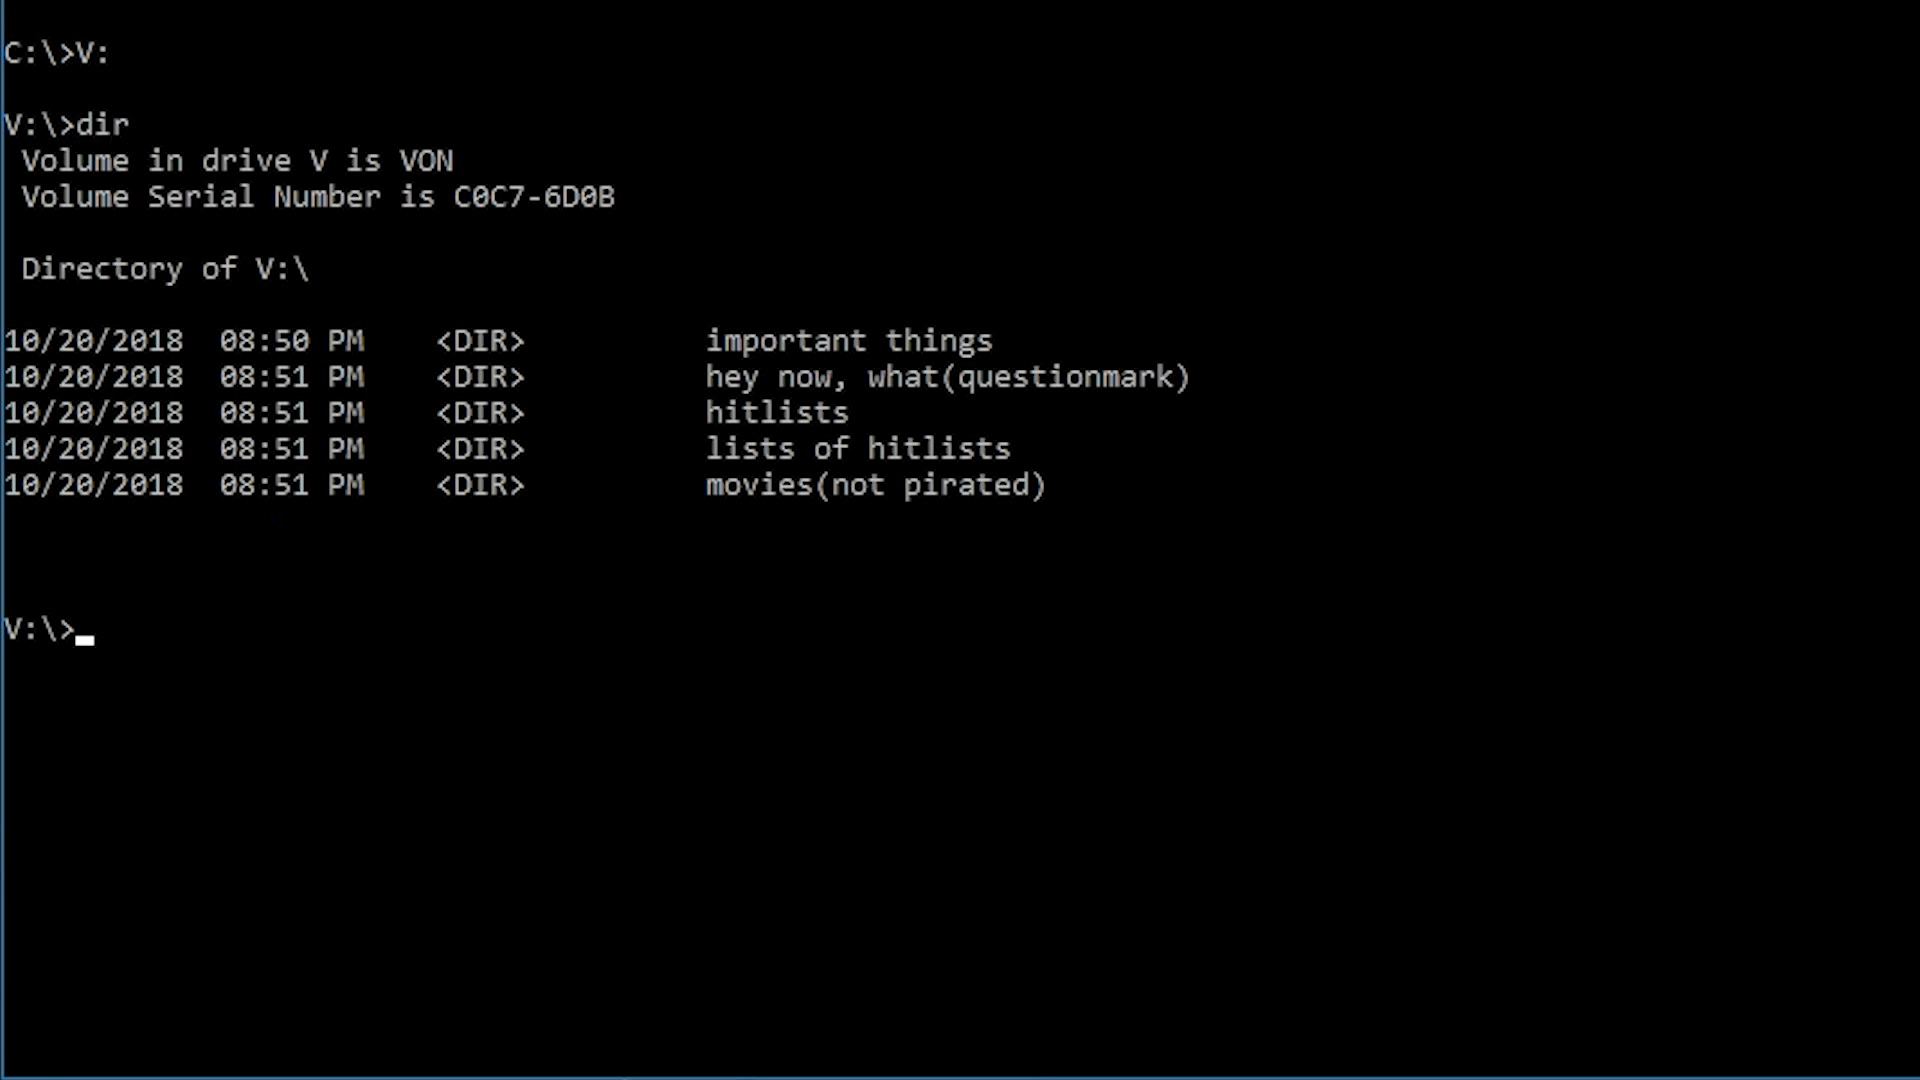 C:\>V:
V:\>dir
 Volume in drive V is VON
 Volume Serial Number is C0C7-6D0B
 Directory of V:\
10/20/2018  08:50 PM    <DIR>          important things
10/20/2018  08:51 PM    <DIR>          hey now, what(questionmark)
10/20/2018  08:51 PM    <DIR>          hitlists
10/20/2018  08:51 PM    <DIR>          lists of hitlists
10/20/2018  08:51 PM    <DIR>          movies(not pirated)
V:\>